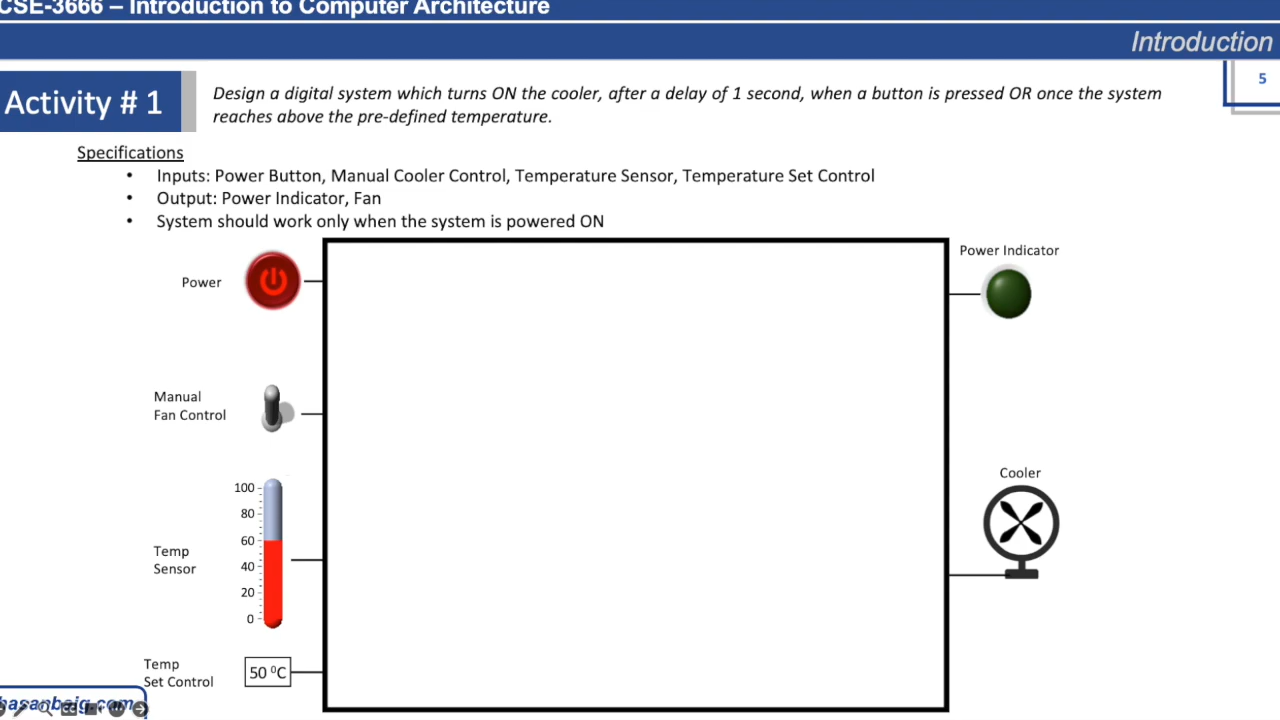 CSE-3666 – Introduction to Computer Architecture
Introduction
5
Activity # 1
Design a digital system which turns ON the cooler, after a delay of 1 second, when a button is pressed OR once the system
reaches above the pre-defined temperature.
Specifications
• Inputs: Power Button, Manual Cooler Control, Temperature Sensor, Temperature Set Control
• Output: Power Indicator, Fan
• System should work only when the system is powered ON
Power Indicator
Power
Manual
Fan Control
Cooler
100
80
60
40
20
0
Temp
Sensor
Temp
Set Control
50 ⁰C
hasanbaig.com